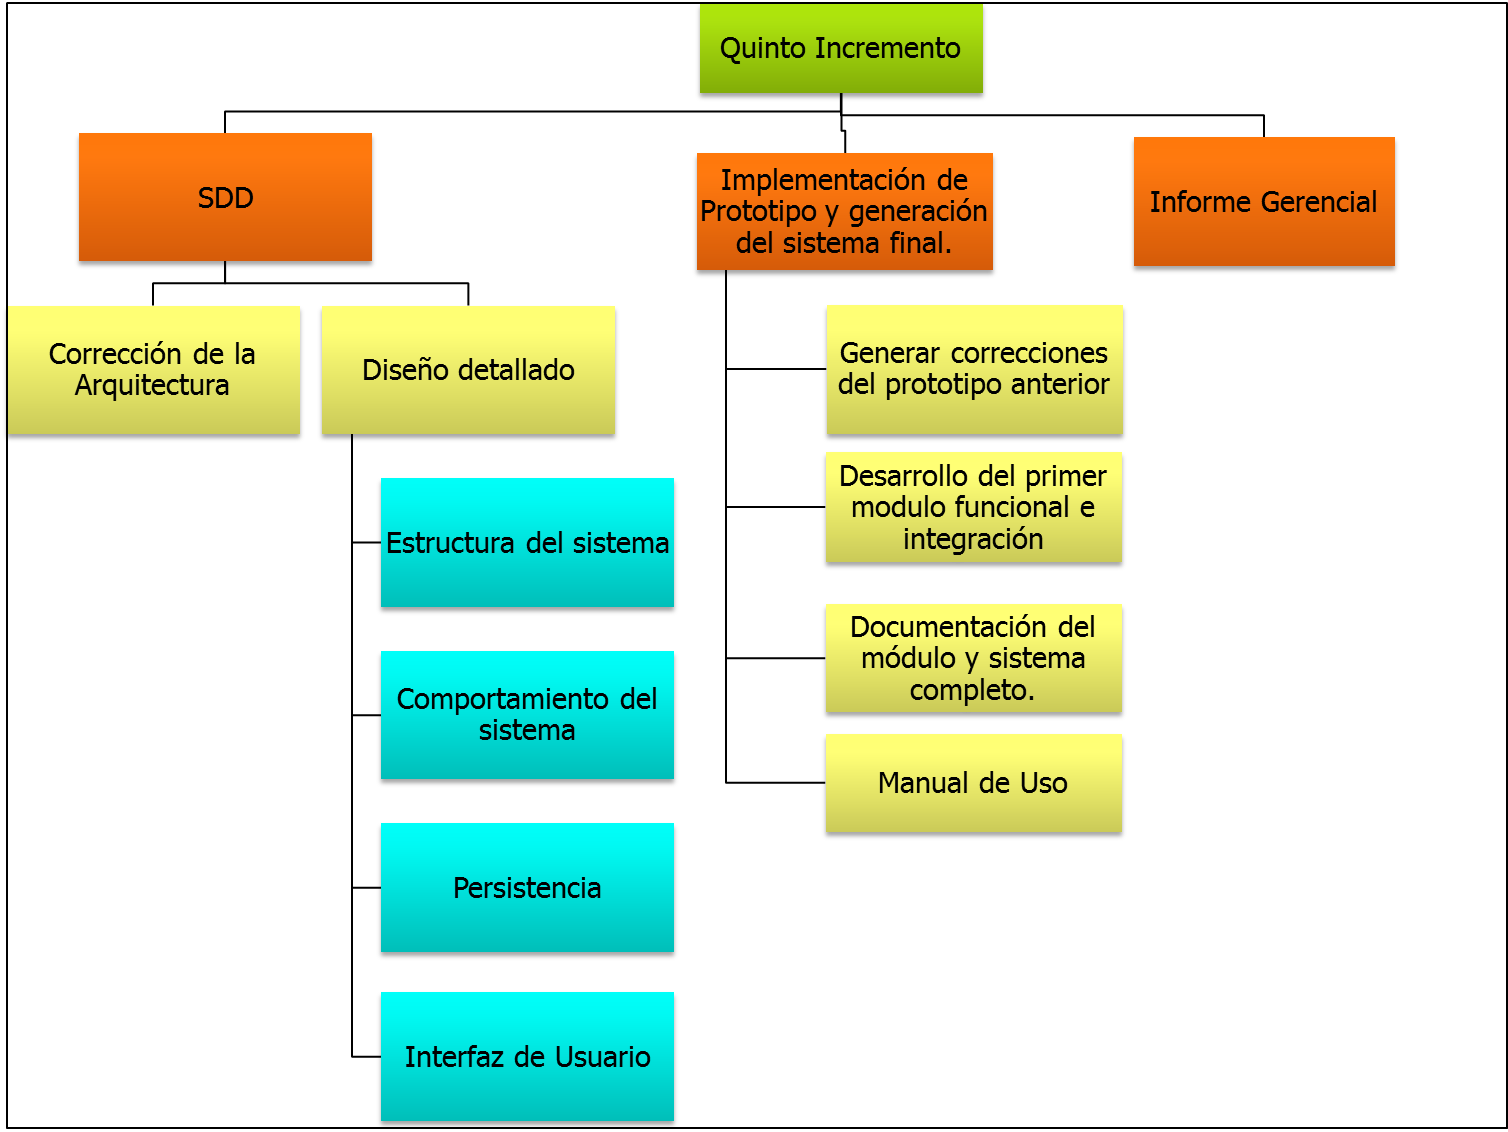 Quinto Incremento
SDD
Implementación de
Prototipo y generación
del sistema final.
Informe Gerencial
Corrección de la
Arquitectura
Diseño detallado
Estructura del sistema
Comportamiento del
sistema
Persistencia
Interfaz de Usuario
Generar correcciones
del prototipo anterior
Desarrollo del primer
modulo funcional e
integración
Documentación del
módulo y sistema
completo.
Manual de Uso